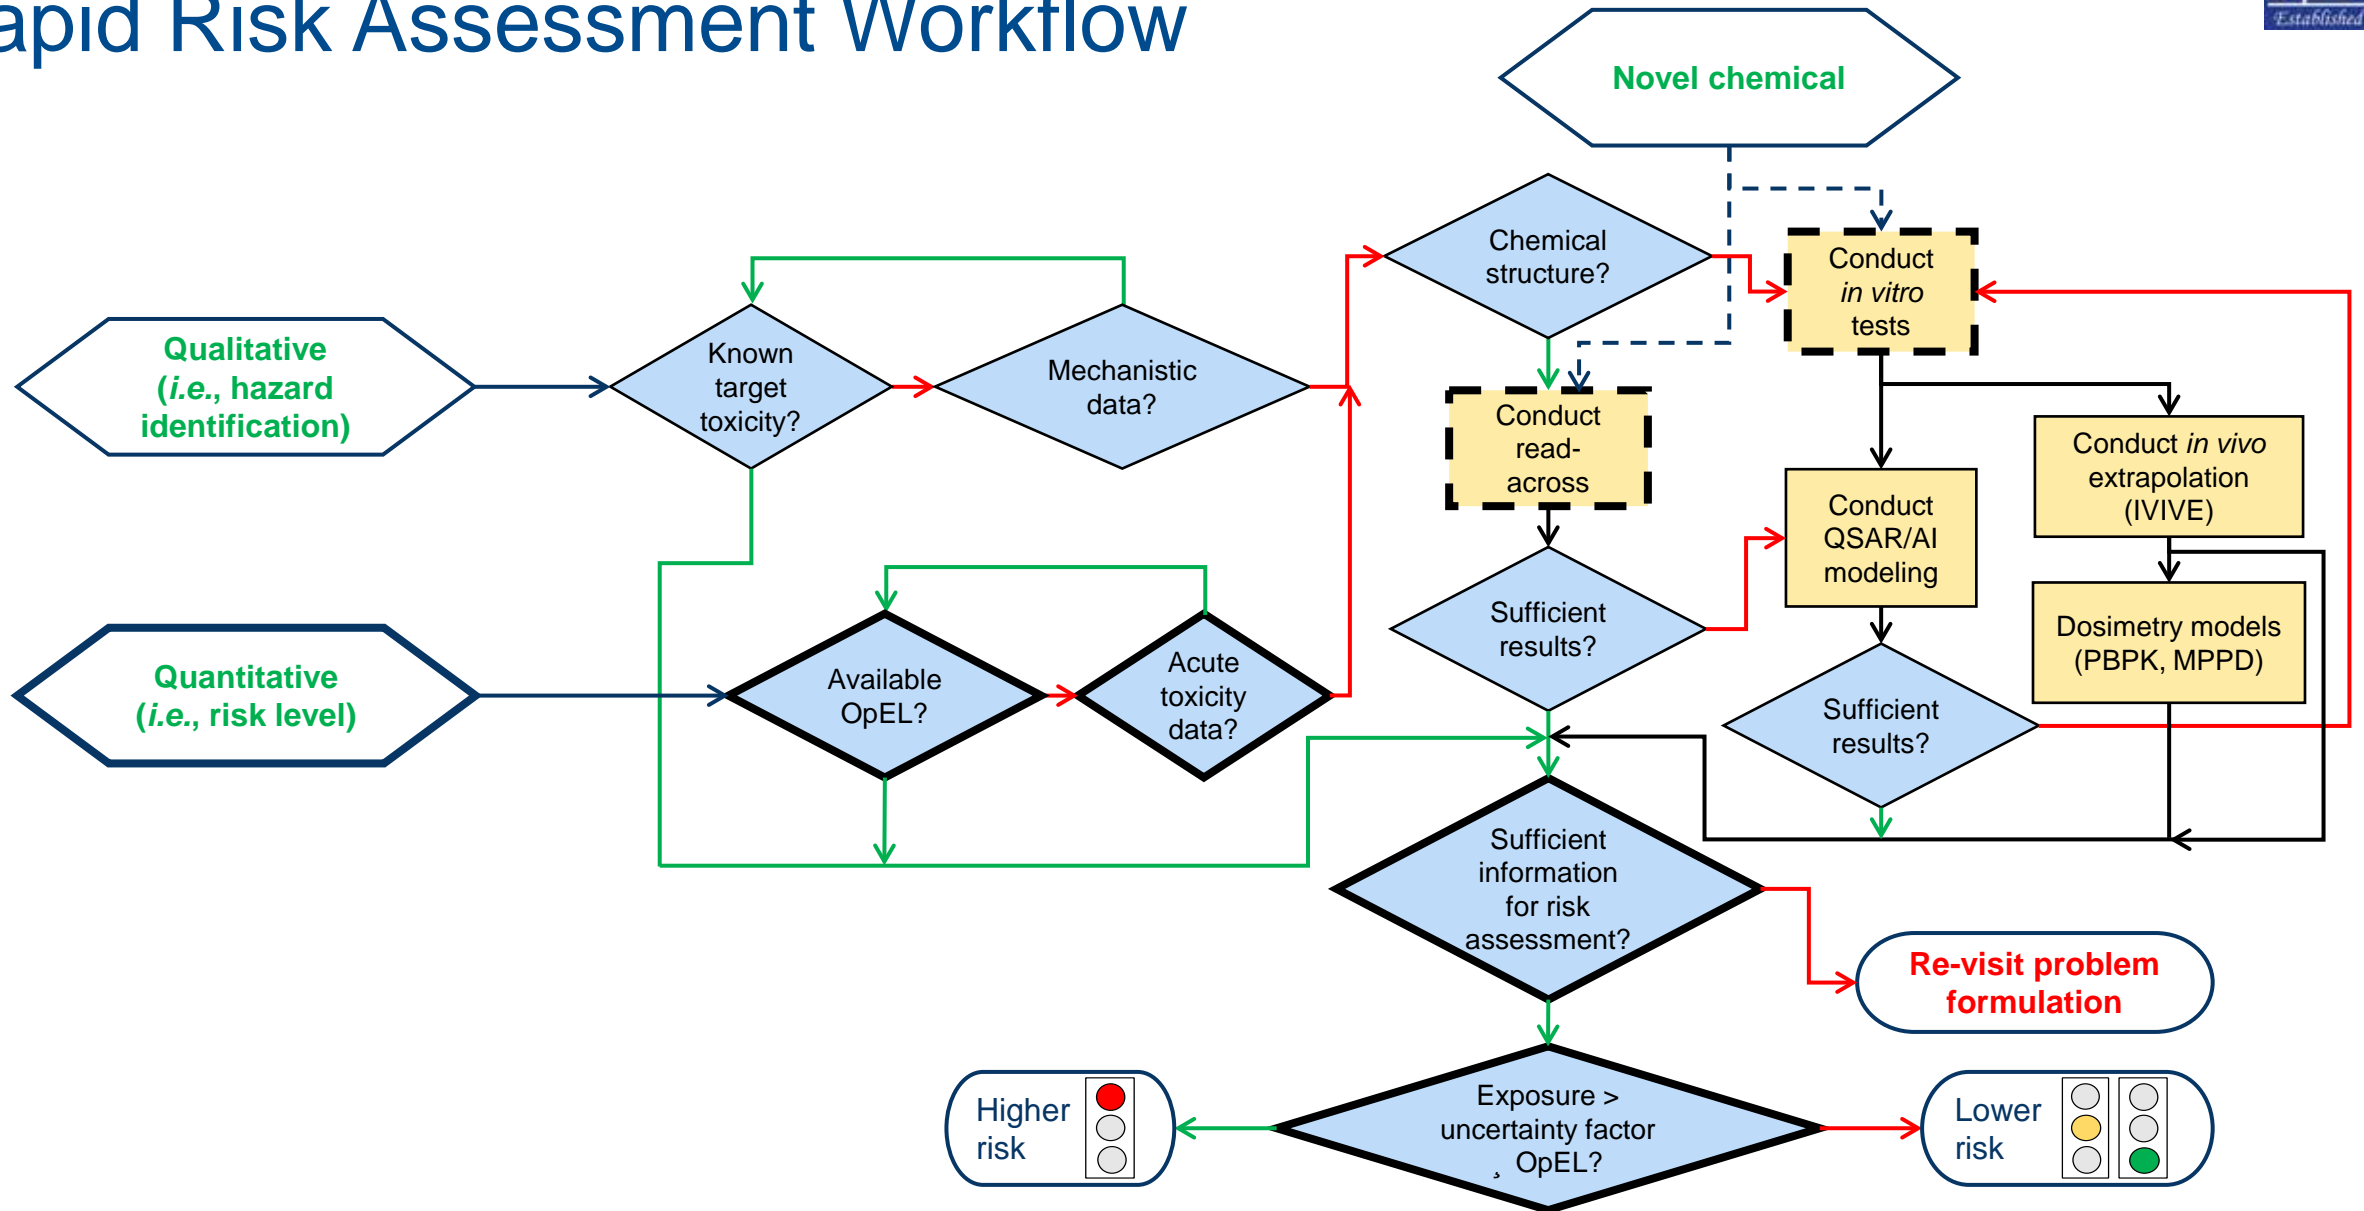 apid Risk Assessment Workflow
Established
Novel chemical
Chemical
structure?
Conduct
in vitro
tests
Qualitative
(i.e., hazard
identification)
Known
target
toxicity?
Mechanistic
data?
Conduct
read-
across
Conduct in vivo
extrapolation
(IVIVE)
Conduct
QSAR/AI
modeling
Sufficient
results?
Dosimetry models
(PBPK, MPPD)
Quantitative
(i.e., risk level)
Available
OpEL?
Acute
toxicity
data?
Sufficient
results?
Sufficient
information
for risk
assessment?
Re-visit problem
formulation
Higher
risk
Exposure >
uncertainty factor
¸ OpEL?
Lower
risk